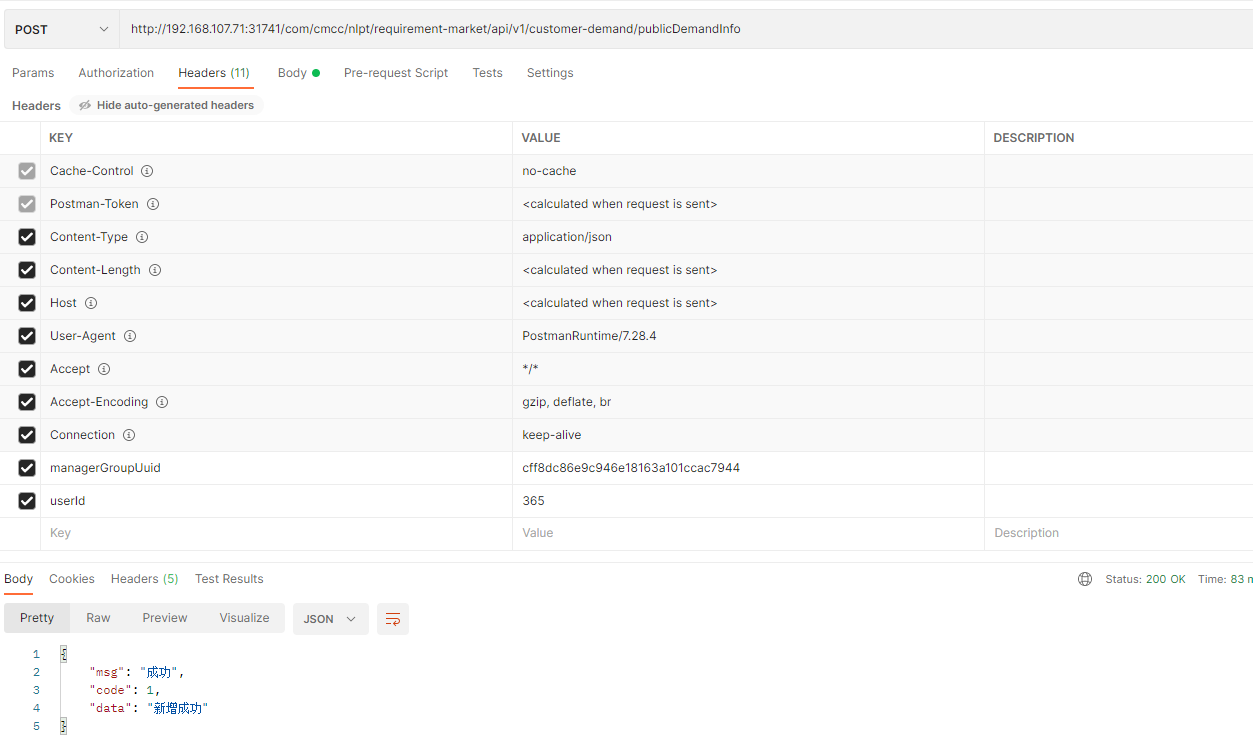 POST http://192.168.107.71:31741/com/cmcc/nlpt/requirement-market/api/v1/customer-demand/publicDemandInfo
Params Authorization Headers (11) Body Pre-request Script Tests Settings
Headers Hide auto-generated headers
KEY VALUE DESCRIPTION
Cache-Control no-cache
Postman-Token <calculated when request is sent>
Content-Type application/json
Content-Length <calculated when request is sent>
Host <calculated when request is sent>
User-Agent PostmanRuntime/7.28.4
Accept */*
Accept-Encoding gzip, deflate, br
Connection keep-alive
managerGroupUuid cff8dc86e9c946e18163a101ccac7944
userId 365
Key Value Description
Body Cookies Headers (5) Test Results Status: 200 OK Time: 83 m
Pretty Raw Preview Visualize JSON
1 {
2 "msg": "成功",
3 "code": 1,
4 "data": "新增成功"
5 }